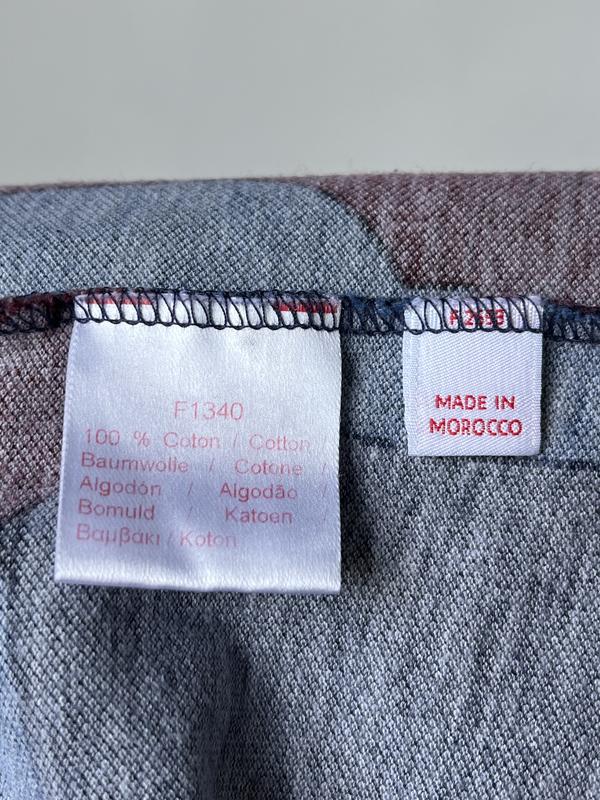 F1340
100 % Coton / Cotton /
Baumwolle / Cotone /
Algodón / Algodão /
Bomuld / Katoen /
Βαμβακι / Koton
MADE IN
MOROCCO